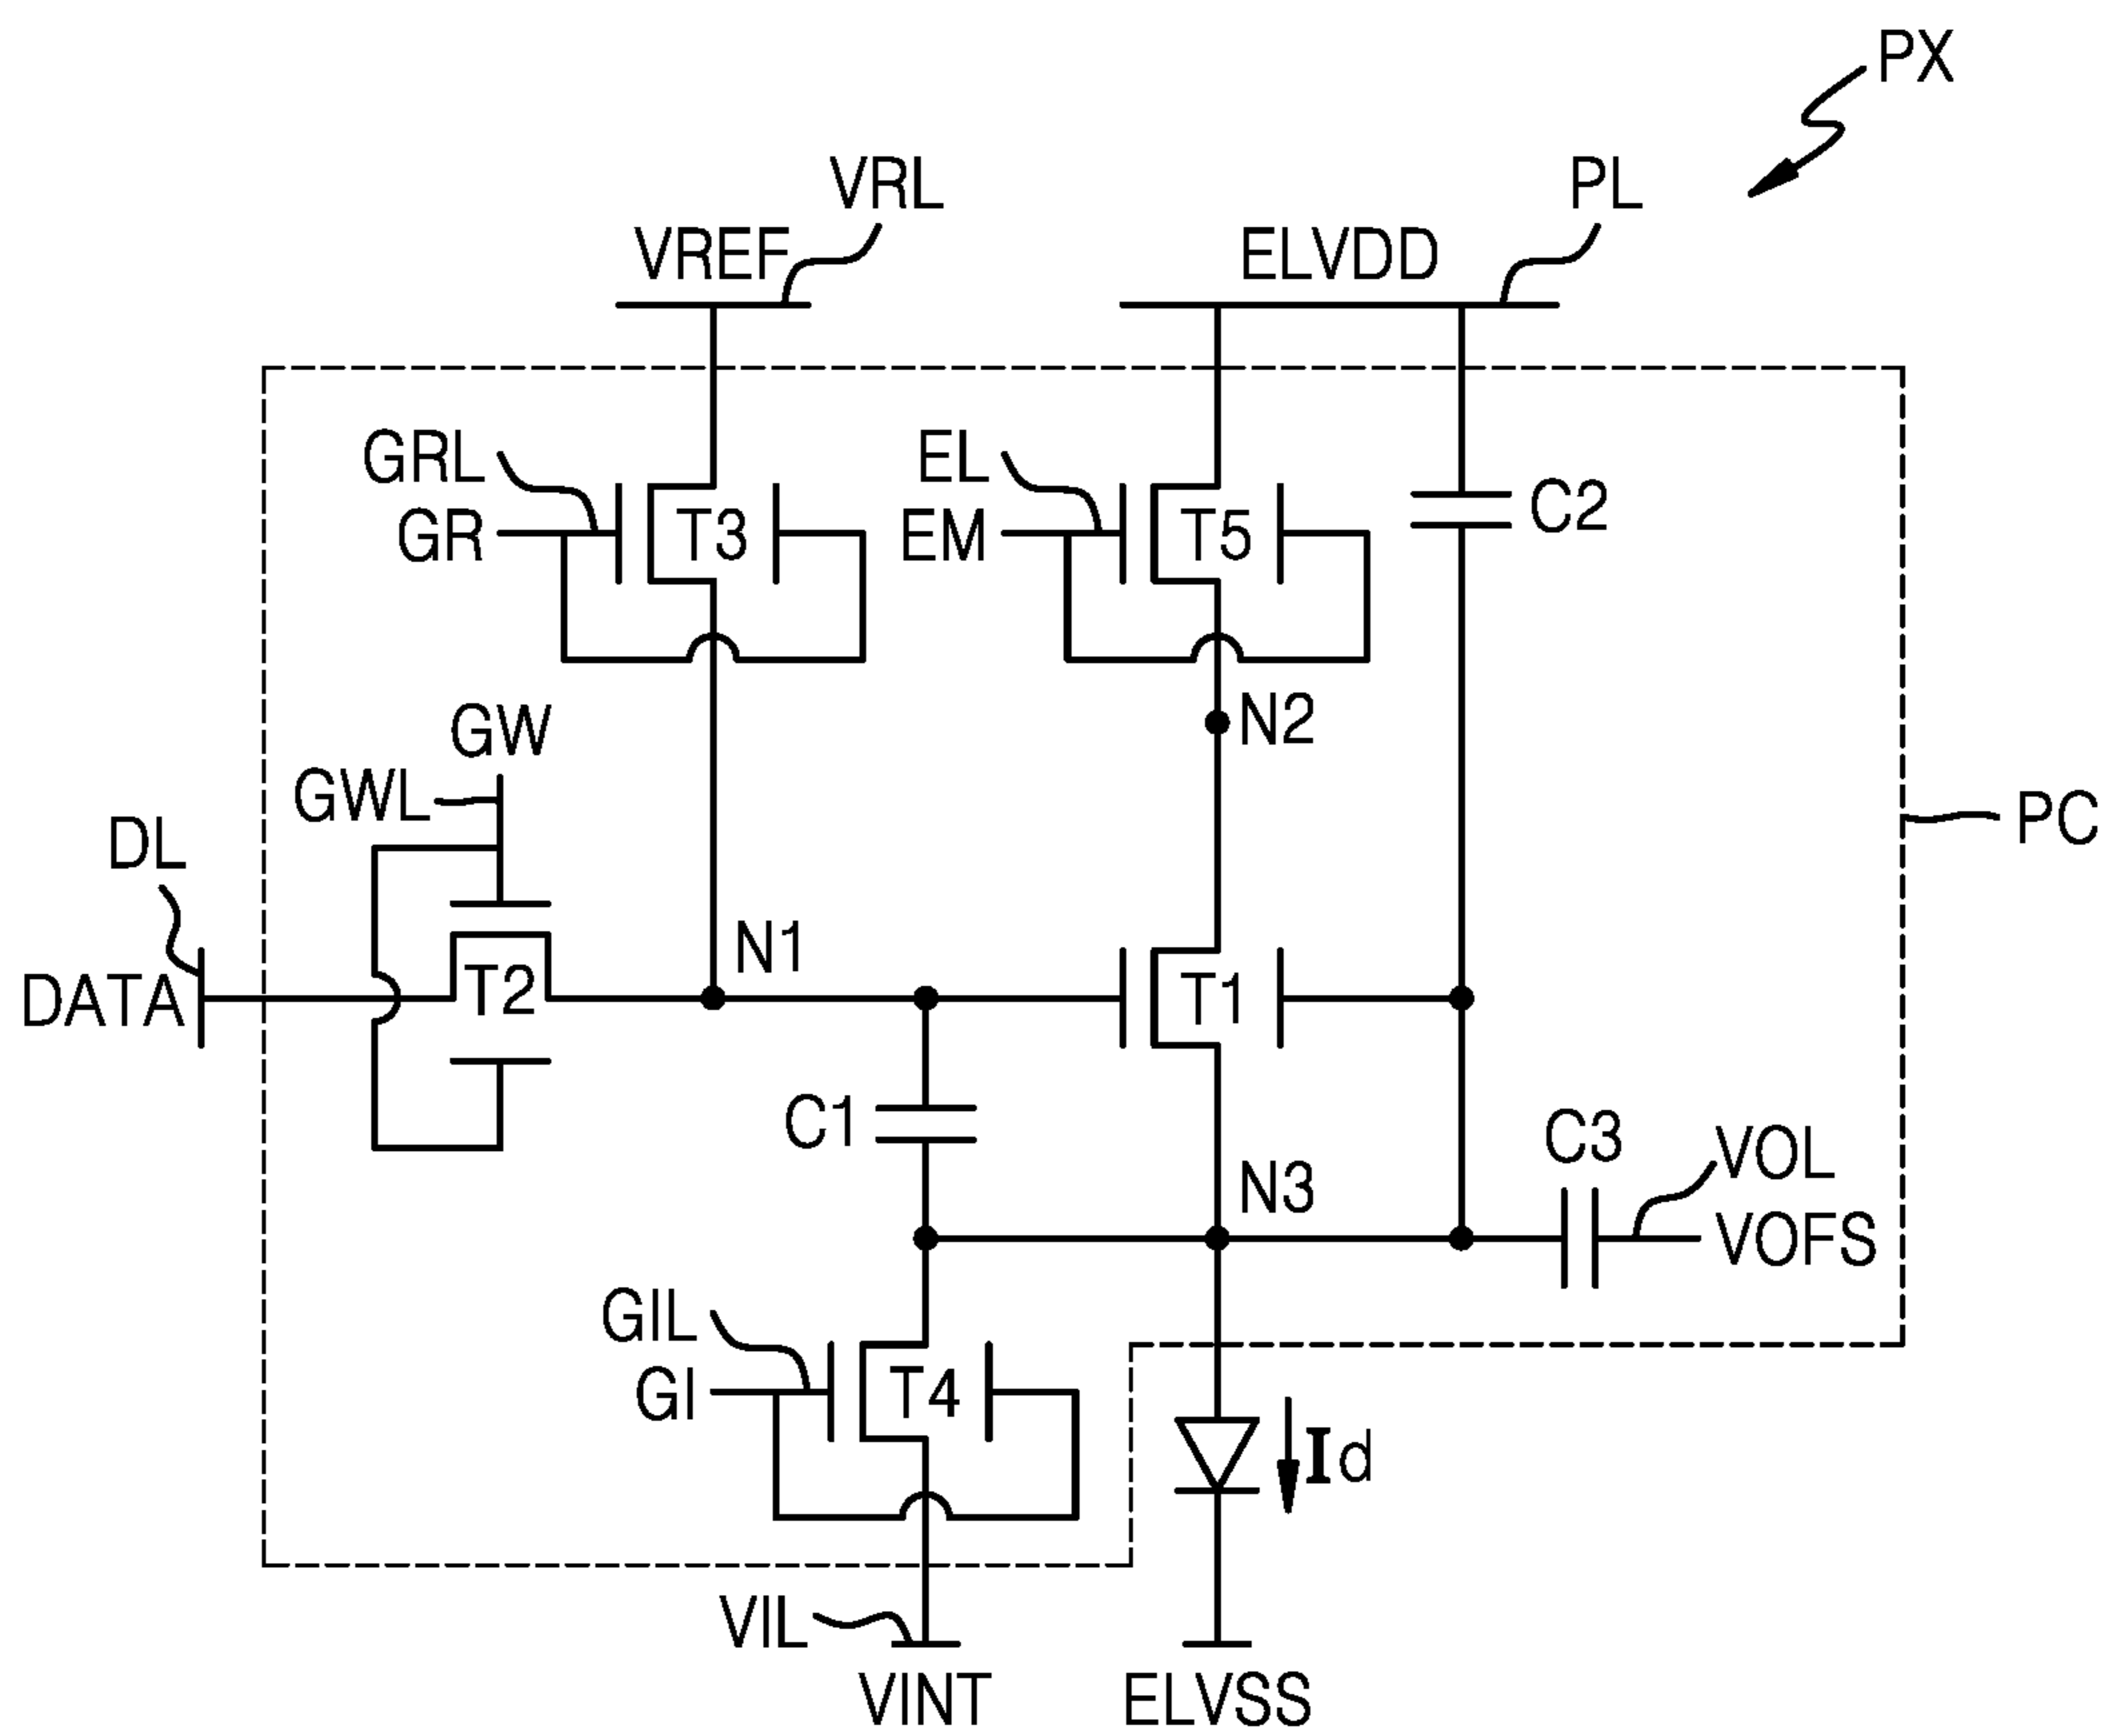 PX
VRL
PL
VREF
ELVDD
GRL
EL
GR
T3
EM
T5
C2
GW
N2
GWL
DL
PC
N1
DATA
T2
T1
C1
C3
VOL
N3
VOFS
GIL
GI
T4
Id
VIL
VINT
ELVSS